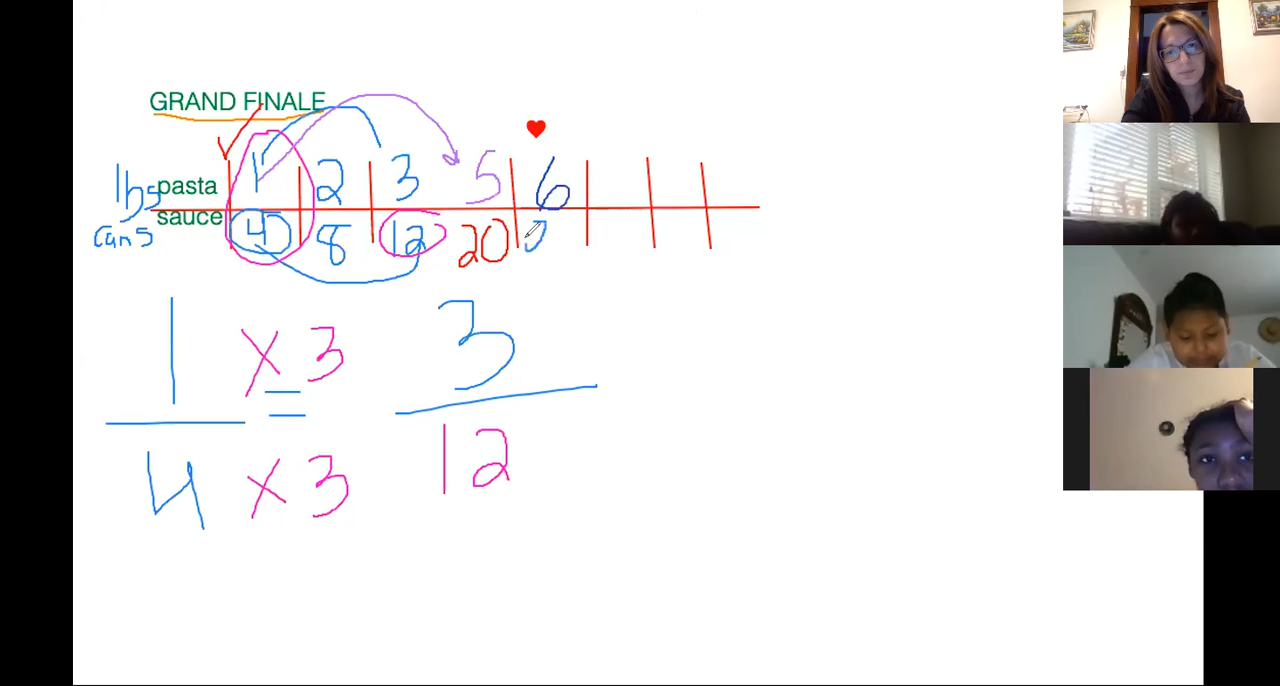 GRAND FINALE
lbs pasta 1 2 3 5 6
cans sauce 4 8 12 20
1 x 3 = 3
4 x 3 12